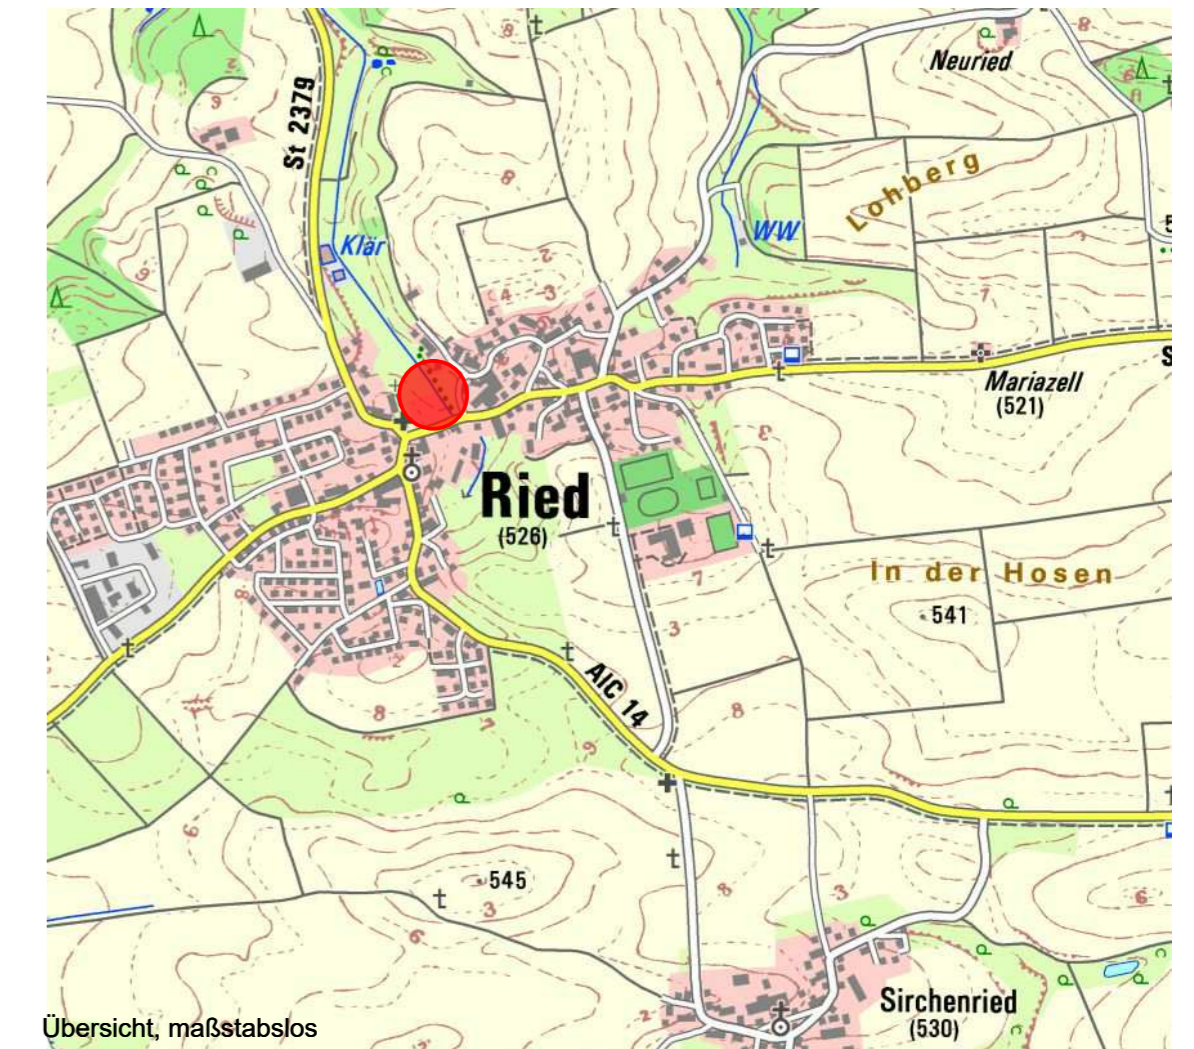 Neuried
St 2379
Lohberg
WW
Klär
Mariazell
(521)
Ried
(526)
In der Hosen
541
AIC 14
545
Sirchenried
(530)
Übersicht, maßstabslos